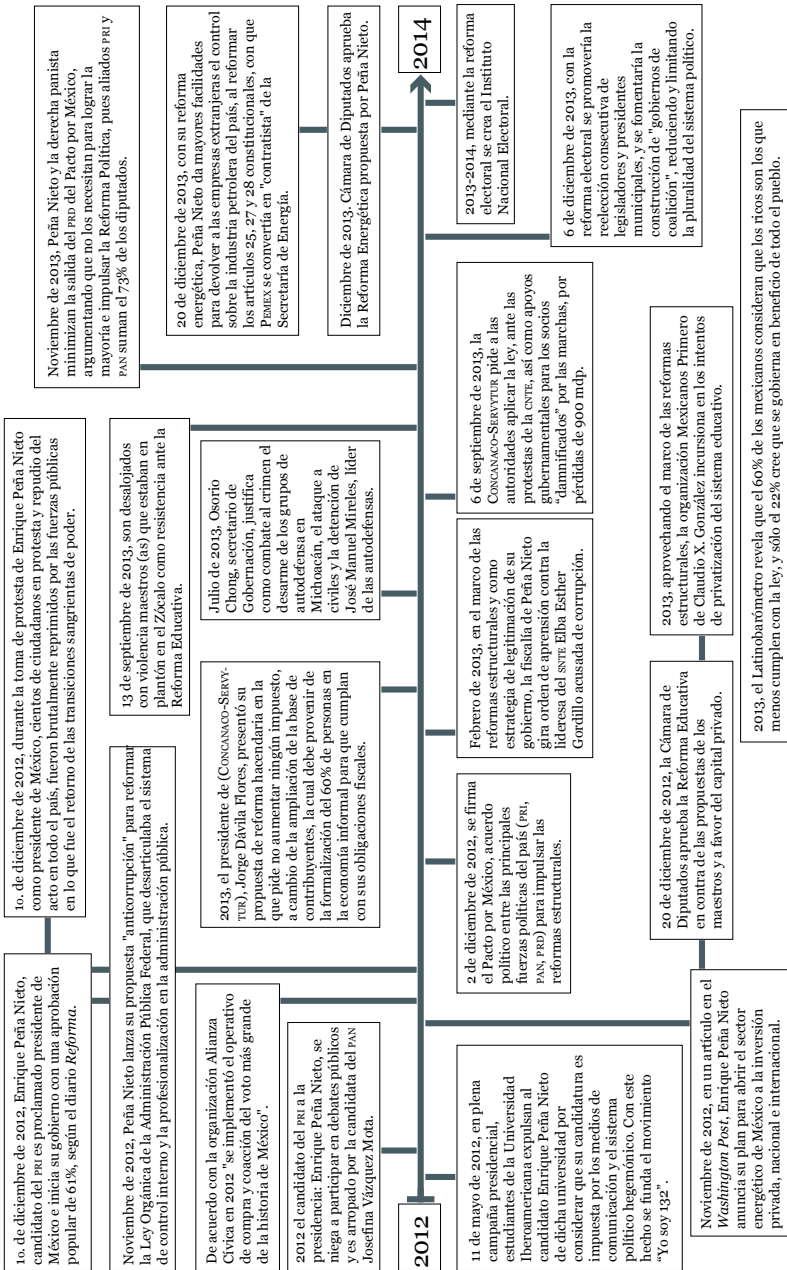 1o. de diciembre de 2012, Enrique Peña Nieto,
candidato del PRI es proclamado presidente de
México e inicia su gobierno con una aprobación
popular de 61%, según el diario Reforma.
1o. de diciembre de 2012, durante la toma de protesta de Enrique Peña Nieto
como presidente de México, cientos de ciudadanos en protesta y repudio del
acto en todo el país, fueron brutalmente reprimidos por las fuerzas públicas
en lo que fue el retorno de las transiciones sangrientas de poder.
Noviembre de 2013, Peña Nieto y la derecha panista
minimizan la salida del PRD del Pacto por México,
argumentando que no los necesitan para lograr la
mayoría e impulsar la Reforma Política, pues aliados PRI y
PAN suman el 73% de los diputados.
Noviembre de 2012, Peña Nieto lanza su propuesta "anticorrupción" para reformar
la Ley Orgánica de la Administración Pública Federal, que desarticulaba el sistema
de control interno y la profesionalización en la administración pública.
13 de septiembre de 2013, son desalojados
con violencia maestros (as) que estaban en
plantón en el Zócalo como resistencia ante la
Reforma Educativa.
20 de diciembre de 2013, con su reforma
energética, Peña Nieto da mayores facilidades
para devolver a las empresas extranjeras el control
sobre la industria petrolera del país, al reformar
los artículos 25, 27 y 28 constitucionales, con que
PEMEX se convertía en "contratista" de la
Secretaría de Energía.
De acuerdo con la organización Alianza
Cívica en 2012 "se implementó el operativo
de compra y coacción del voto más grande
de la historia de México".
2013, el presidente de (CONCANACO-SERVY-
TUR), Jorge Dávila Flores, presentó su
propuesta de reforma hacendaria en la
que pide no aumentar ningún impuesto,
a cambio de la ampliación de la base de
contribuyentes, la cual debe provenir de
la formalización del 60% de personas en
la economía informal para que cumplan
con sus obligaciones fiscales.
Julio de 2013, Osorio
Chong, secretario de
Gobernación, justifica
como combate al crimen el
desarme de los grupos de
autodefensa en
Michoacán, el ataque a
civiles y la detención de
José Manuel Mireles, líder
de las autodefensas.
Diciembre de 2013, Cámara de Diputados aprueba
la Reforma Energética propuesta por Peña Nieto.
2012 el candidato del PRI a la
presidencia: Enrique Peña Nieto, se
niega a participar en debates públicos
y es arropado por la candidata del PAN
Josefina Vázquez Mota.
2012
2014
11 de mayo de 2012, en plena
campaña presidencial,
estudiantes de la Universidad
Iberoamericana expulsan al
candidato Enrique Peña Nieto
de dicha universidad por
considerar que su candidatura es
impuesta por los medios de
comunicación y el sistema
político hegemónico. Con este
hecho se funda el movimiento
"Yo soy 132".
2 de diciembre de 2012, se firma
el Pacto por México, acuerdo
político entre las principales
fuerzas políticas del país (PRI,
PAN, PRD) para impulsar las
reformas estructurales.
Febrero de 2013, en el marco de las
reformas estructurales y como
estrategia de legitimación de su
gobierno, la fiscalía de Peña Nieto
gira orden de aprensión contra la
lideresa del SNTE Elba Esther
Gordillo acusada de corrupción.
6 de septiembre de 2013, la
CONCANACO-SERVYTUR pide a las
autoridades aplicar la ley, ante las
protestas de la CNTE, así como apoyos
gubernamentales para los socios
"damnificados" por las marchas, por
pérdidas de 900 mdp.
2013-2014, mediante la reforma
electoral se crea el Instituto
Nacional Electoral.
6 de diciembre de 2013, con la
reforma electoral se promovería la
reelección consecutiva de
legisladores y presidentes
municipales, y se fomentaría la
construcción de "gobiernos de
coalición", reduciendo y limitando
la pluralidad del sistema político.
Noviembre de 2012, en un artículo en el
Washington Post, Enrique Peña Nieto
anuncia su plan para abrir el sector
energético de México a la inversión
privada, nacional e internacional.
20 de diciembre de 2012, la Cámara de
Diputados aprueba la Reforma Educativa
en contra de las propuestas de los
maestros y a favor del capital privado.
2013, aprovechando el marco de las reformas
estructurales, la organización Mexicanos Primero
de Claudio X. González incursiona en los intentos
de privatización del sistema educativo.
2013, el Latinobarómetro revela que el 60% de los mexicanos consideran que los ricos son los que
menos cumplen con la ley, y sólo el 22% cree que se gobierna en beneficio de todo el pueblo.